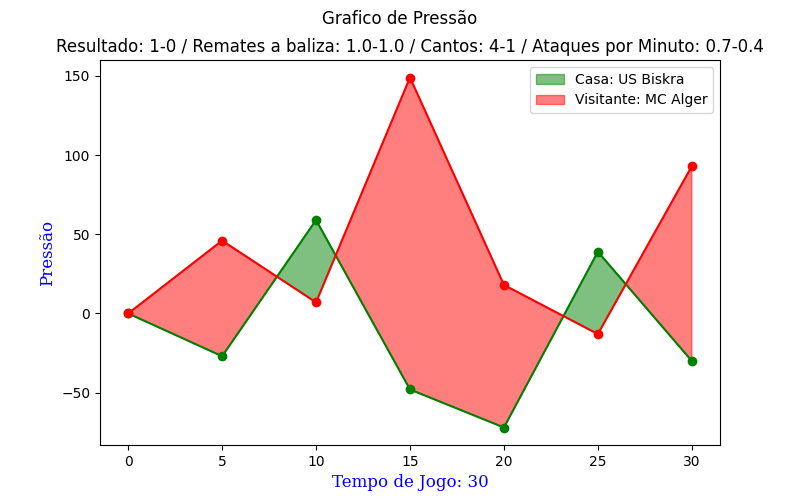 Grafico de Pressão
Resultado: 1-0 / Remates a baliza: 1.0-1.0 / Cantos: 4-1 / Ataques por Minuto: 0.7-0.4
Casa: US Biskra
Visitante: MC Alger
Pressão
150
100
50
0
−50
0 5 10 15 20 25 30
Tempo de Jogo: 30